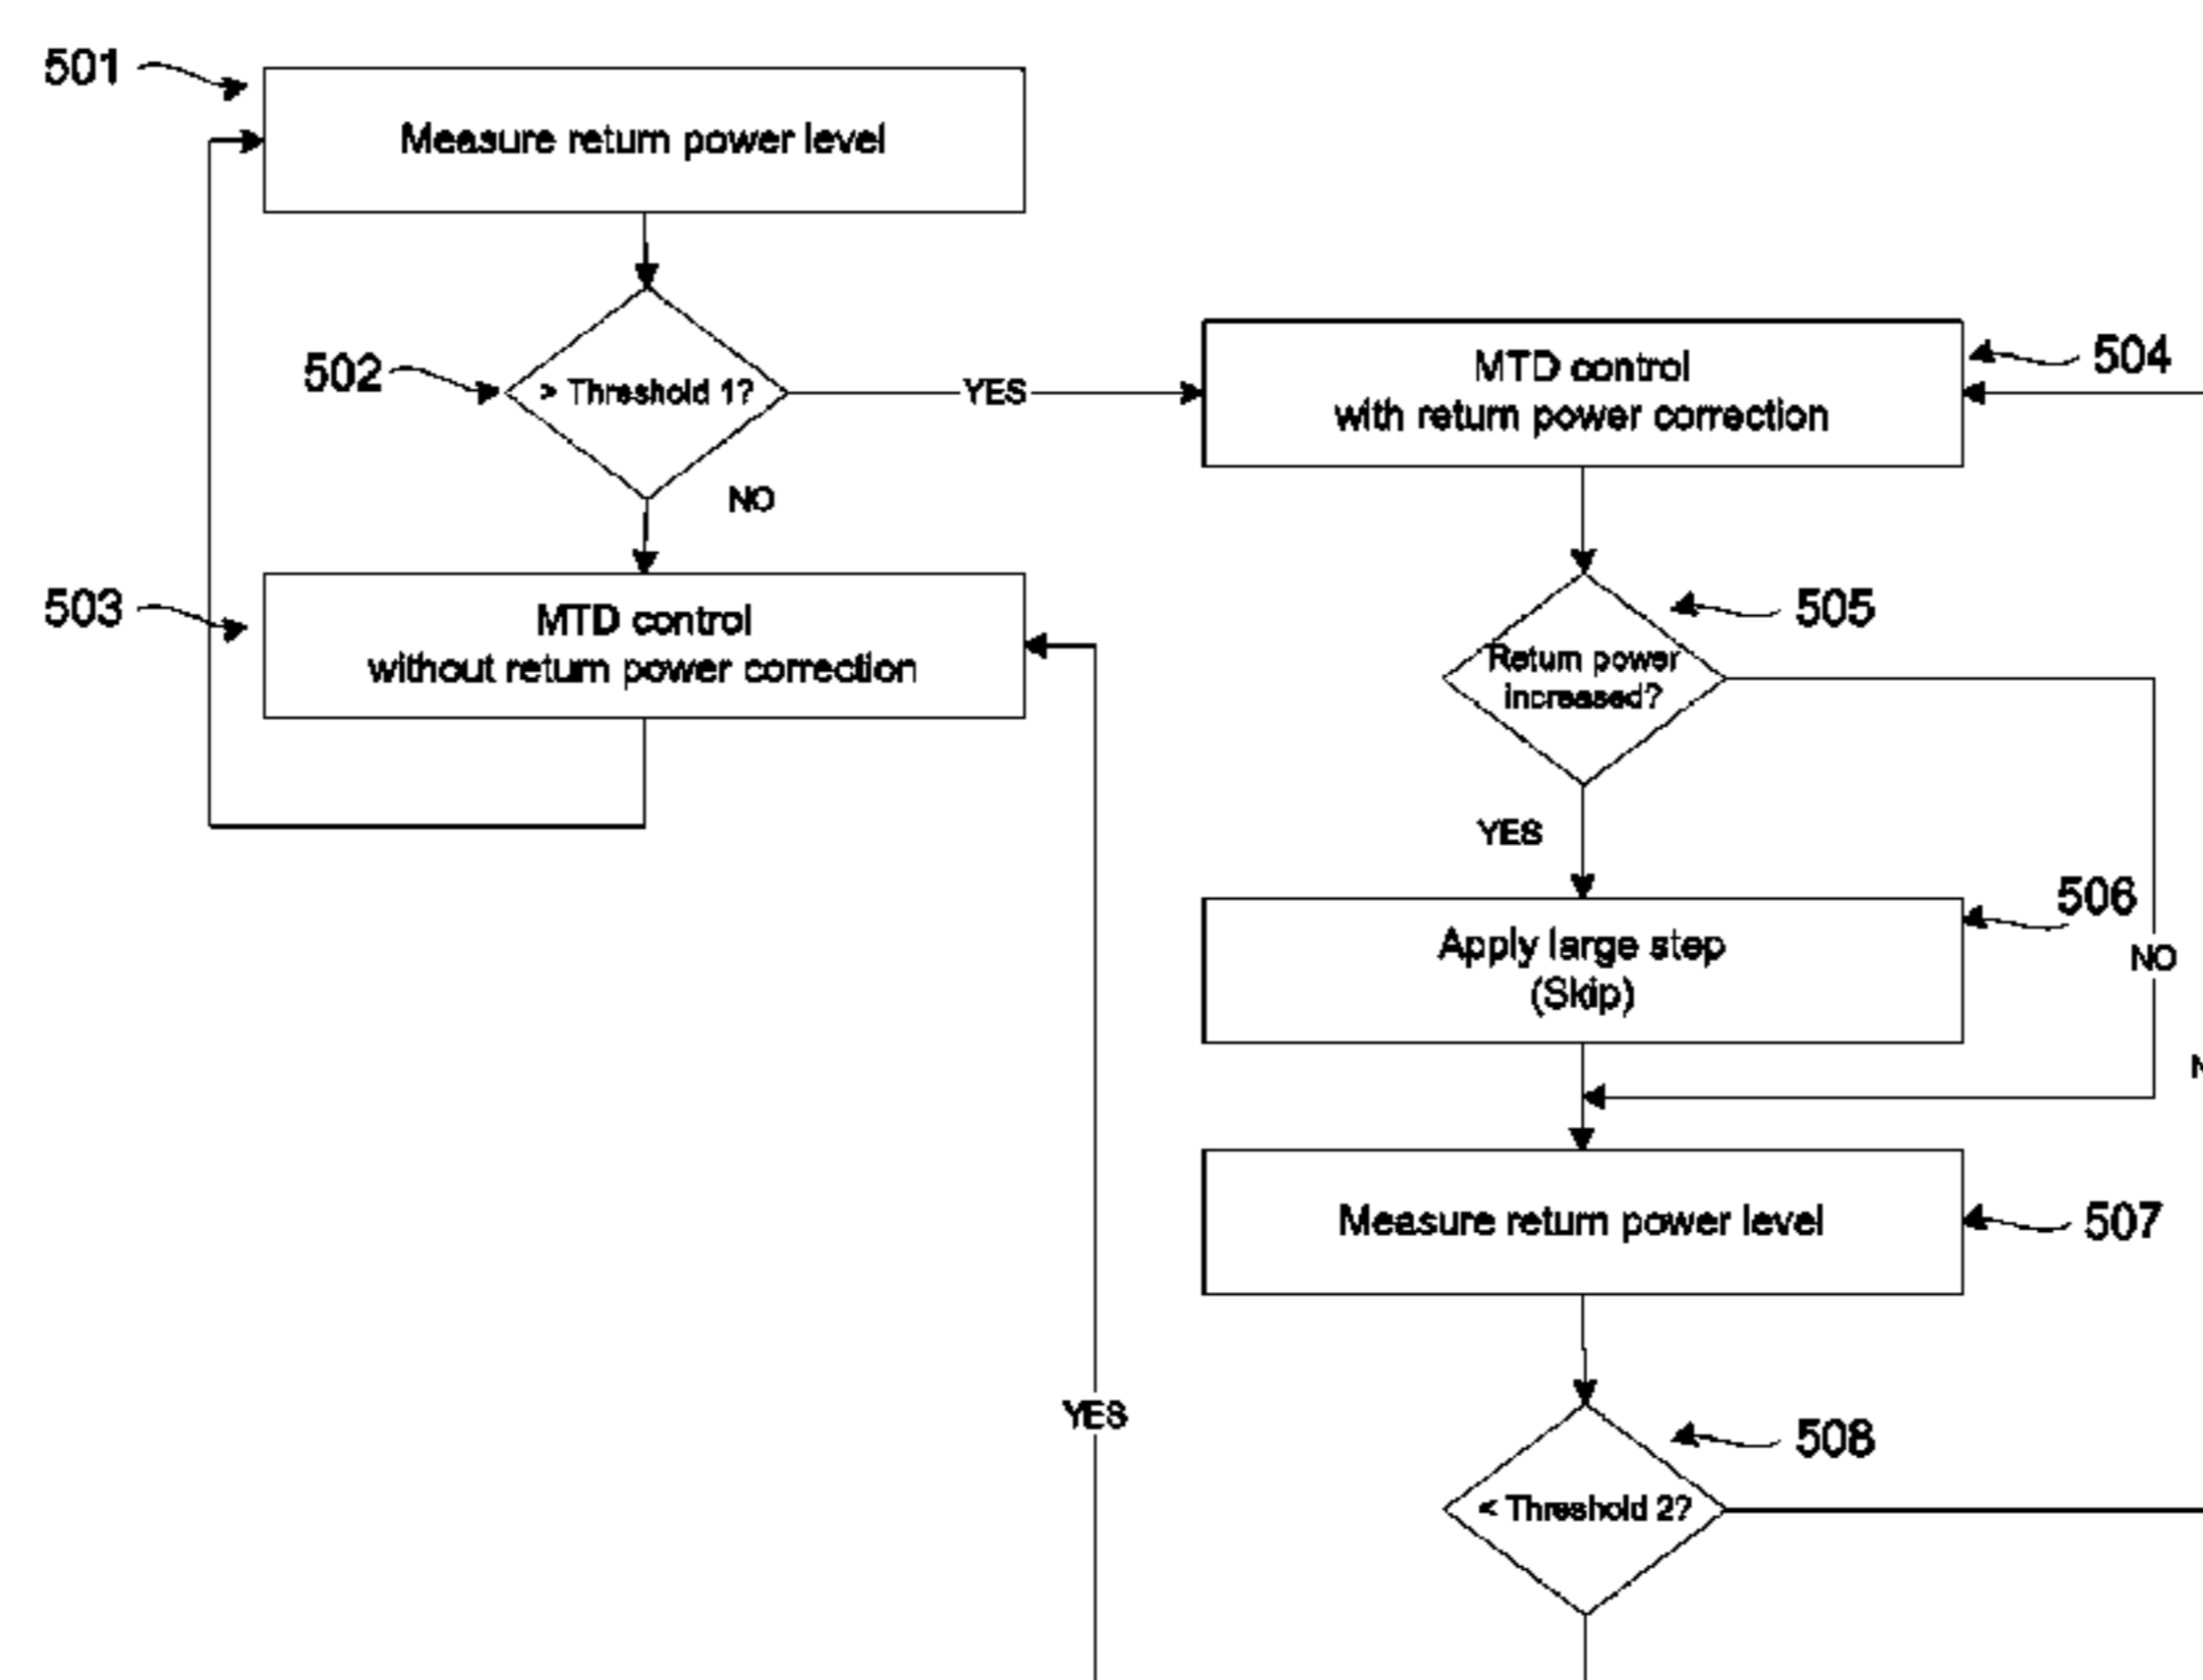 501
Measure return power level
502
> Threshold 1?
YES
NO
503
MTD control
without return power correction
504
MTD control
with return power correction
505
Return power
increased?
YES
NO
506
Apply large step
(Skip)
507
Measure return power level
508
< Threshold 2?
YES